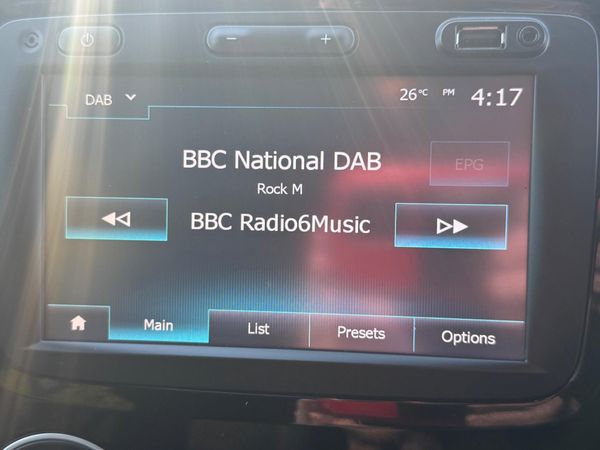 DAB
26°C PM 4:17
BBC National DAB
EPG
Rock M
BBC Radio6Music
Main
List
Presets
Options